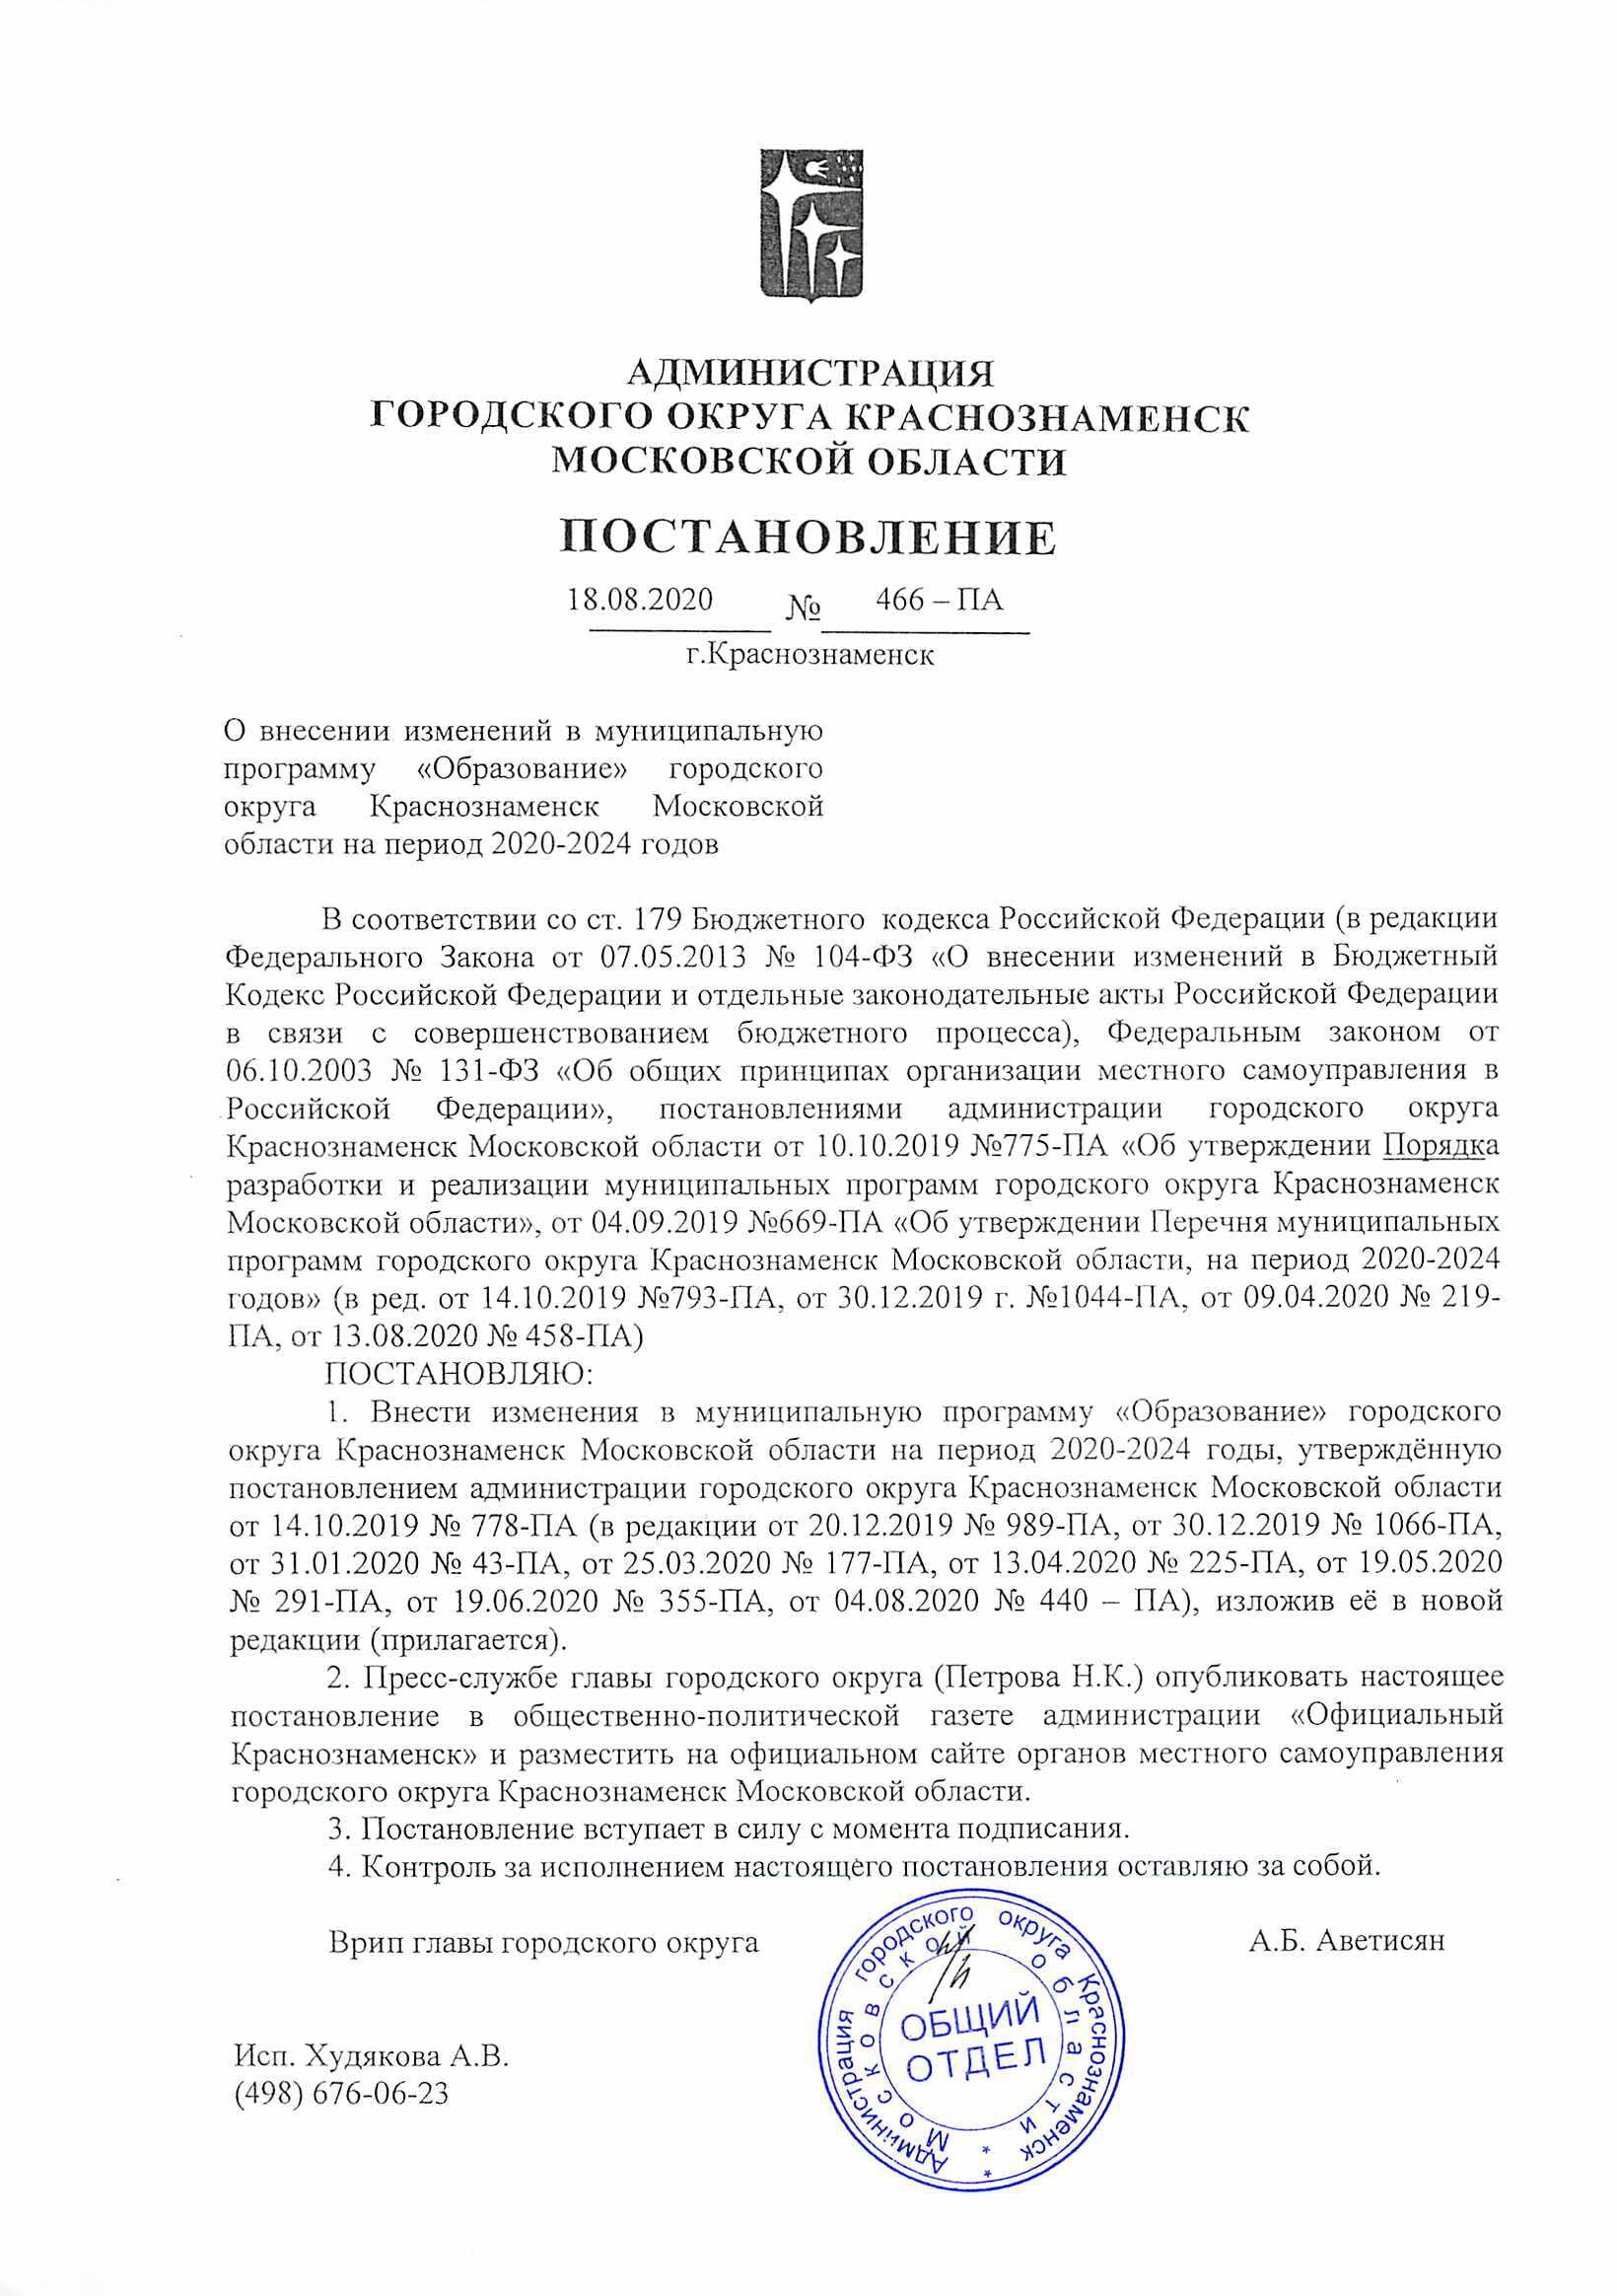 АДМИНИСТРАЦИЯ
ГОРОДСКОГО ОКРУГА КРАСНОЗНАМЕНСК
МОСКОВСКОЙ ОБЛАСТИ
ПОСТАНОВЛЕНИЕ
18.08.2020 № 466 – ПА
г.Краснознаменск
О внесении изменений в муниципальную
программу «Образование» городского
округа Краснознаменск Московской
области на период 2020-2024 годов
В соответствии со ст. 179 Бюджетного кодекса Российской Федерации (в редакции
Федерального Закона от 07.05.2013 № 104-ФЗ «О внесении изменений в Бюджетный
Кодекс Российской Федерации и отдельные законодательные акты Российской Федерации
в связи с совершенствованием бюджетного процесса), Федеральным законом от
06.10.2003 № 131-ФЗ «Об общих принципах организации местного самоуправления в
Российской Федерации», постановлениями администрации городского округа
Краснознаменск Московской области от 10.10.2019 №775-ПА «Об утверждении Порядка
разработки и реализации муниципальных программ городского округа Краснознаменск
Московской области», от 04.09.2019 №669-ПА «Об утверждении Перечня муниципальных
программ городского округа Краснознаменск Московской области, на период 2020-2024
годов» (в ред. от 14.10.2019 №793-ПА, от 30.12.2019 г. №1044-ПА, от 09.04.2020 № 219-
ПА, от 13.08.2020 № 458-ПА)
ПОСТАНОВЛЯЮ:
1. Внести изменения в муниципальную программу «Образование» городского
округа Краснознаменск Московской области на период 2020-2024 годы, утверждённую
постановлением администрации городского округа Краснознаменск Московской области
от 14.10.2019 № 778-ПА (в редакции от 20.12.2019 № 989-ПА, от 30.12.2019 № 1066-ПА,
от 31.01.2020 № 43-ПА, от 25.03.2020 № 177-ПА, от 13.04.2020 № 225-ПА, от 19.05.2020
№ 291-ПА, от 19.06.2020 № 355-ПА, от 04.08.2020 № 440 – ПА), изложив её в новой
редакции (прилагается).
2. Пресс-службе главы городского округа (Петрова Н.К.) опубликовать настоящее
постановление в общественно-политической газете администрации «Официальный
Краснознаменск» и разместить на официальном сайте органов местного самоуправления
городского округа Краснознаменск Московской области.
3. Постановление вступает в силу с момента подписания.
4. Контроль за исполнением настоящего постановления оставляю за собой.
Врип главы городского округа А.Б. Аветисян
Администрация городского округа Краснознаменск *
Московской области *
ОБЩИЙ
ОТДЕЛ
Исп. Худякова А.В.
(498) 676-06-23